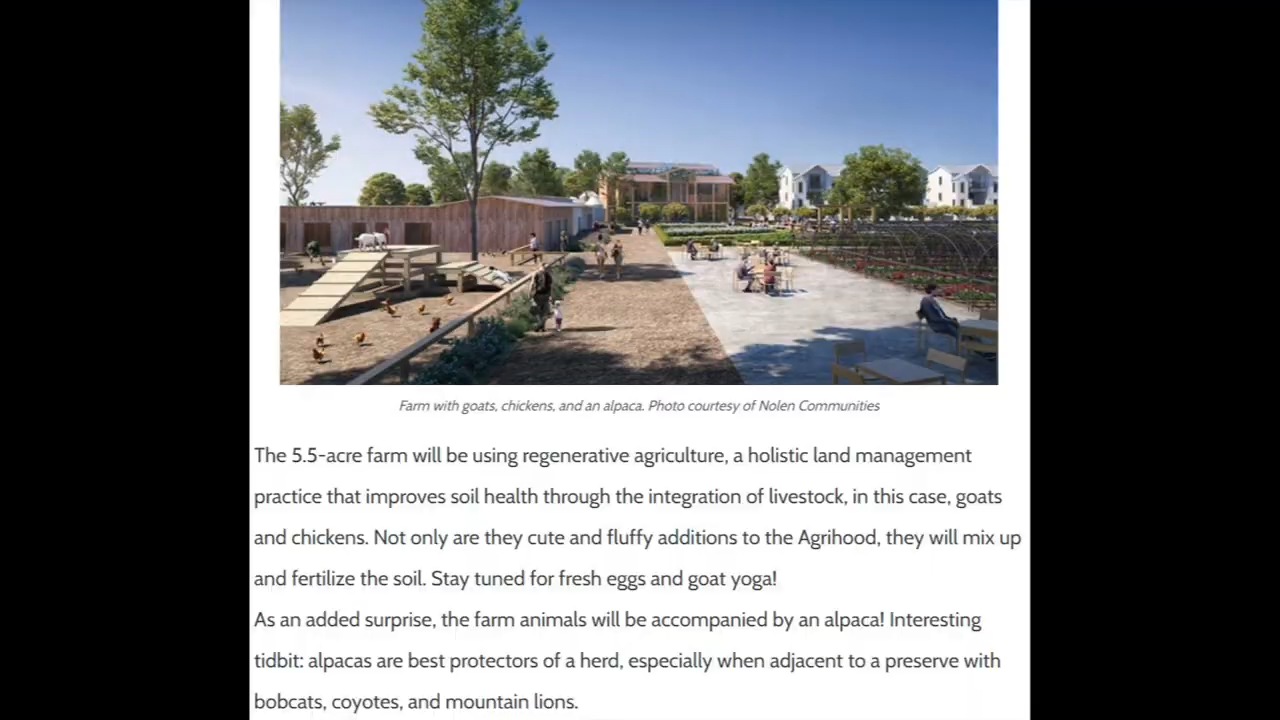 Farm with goats, chickens, and an alpaca. Photo courtesy of Nolen Communities
The 5.5-acre farm will be using regenerative agriculture, a holistic land management
practice that improves soil health through the integration of livestock, in this case, goats
and chickens. Not only are they cute and fluffy additions to the Agrihood, they will mix up
and fertilize the soil. Stay tuned for fresh eggs and goat yoga!
As an added surprise, the farm animals will be accompanied by an alpaca! Interesting
tidbit: alpacas are best protectors of a herd, especially when adjacent to a preserve with
bobcats, coyotes, and mountain lions.